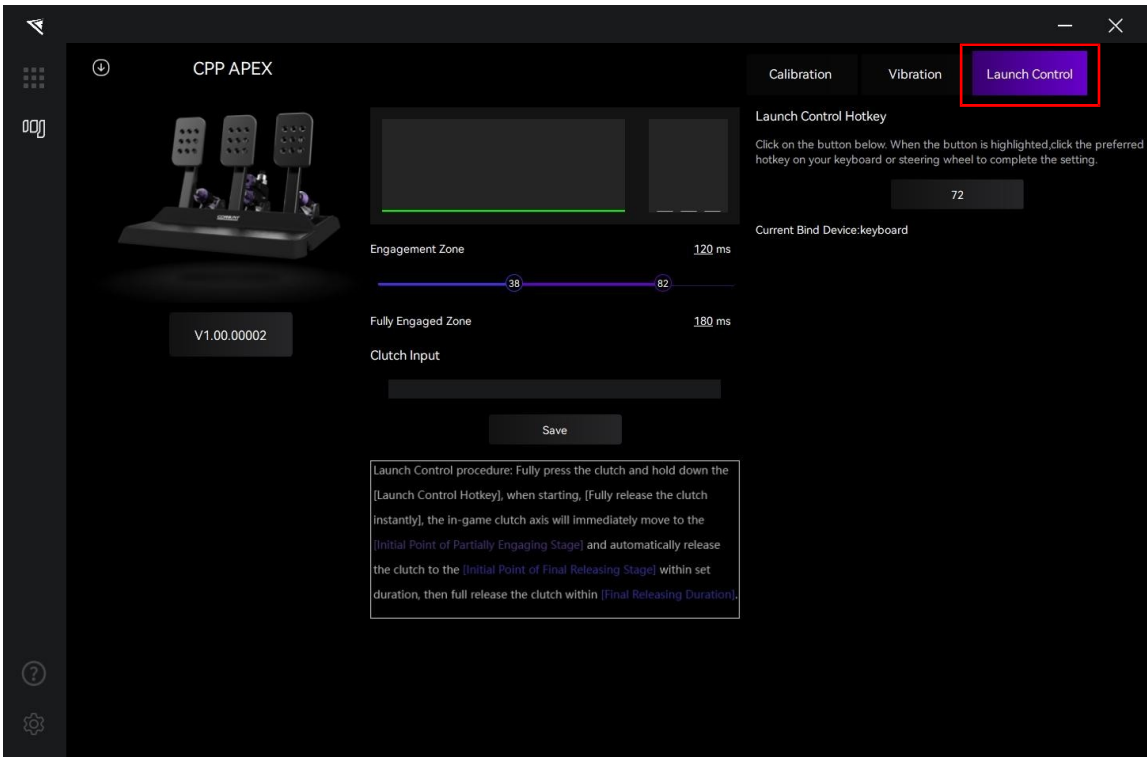 CPP APEX
V1.00.00002
Engagement Zone
120 ms
38
82
Fully Engaged Zone
180 ms
Clutch Input
Save
Launch Control procedure: Fully press the clutch and hold down the
[Launch Control Hotkey], when starting, [Fully release the clutch
instantly], the in-game clutch axis will immediately move to the
[Initial Point of Partially Engaging Stage] and automatically release
the clutch to the [Initial Point of Final Releasing Stage] within set
duration, then full release the clutch within [Final Releasing Duration].
Calibration
Vibration
Launch Control
Launch Control Hotkey
Click on the button below. When the button is highlighted,click the preferred
hotkey on your keyboard or steering wheel to complete the setting.
72
Current Bind Device:keyboard
?